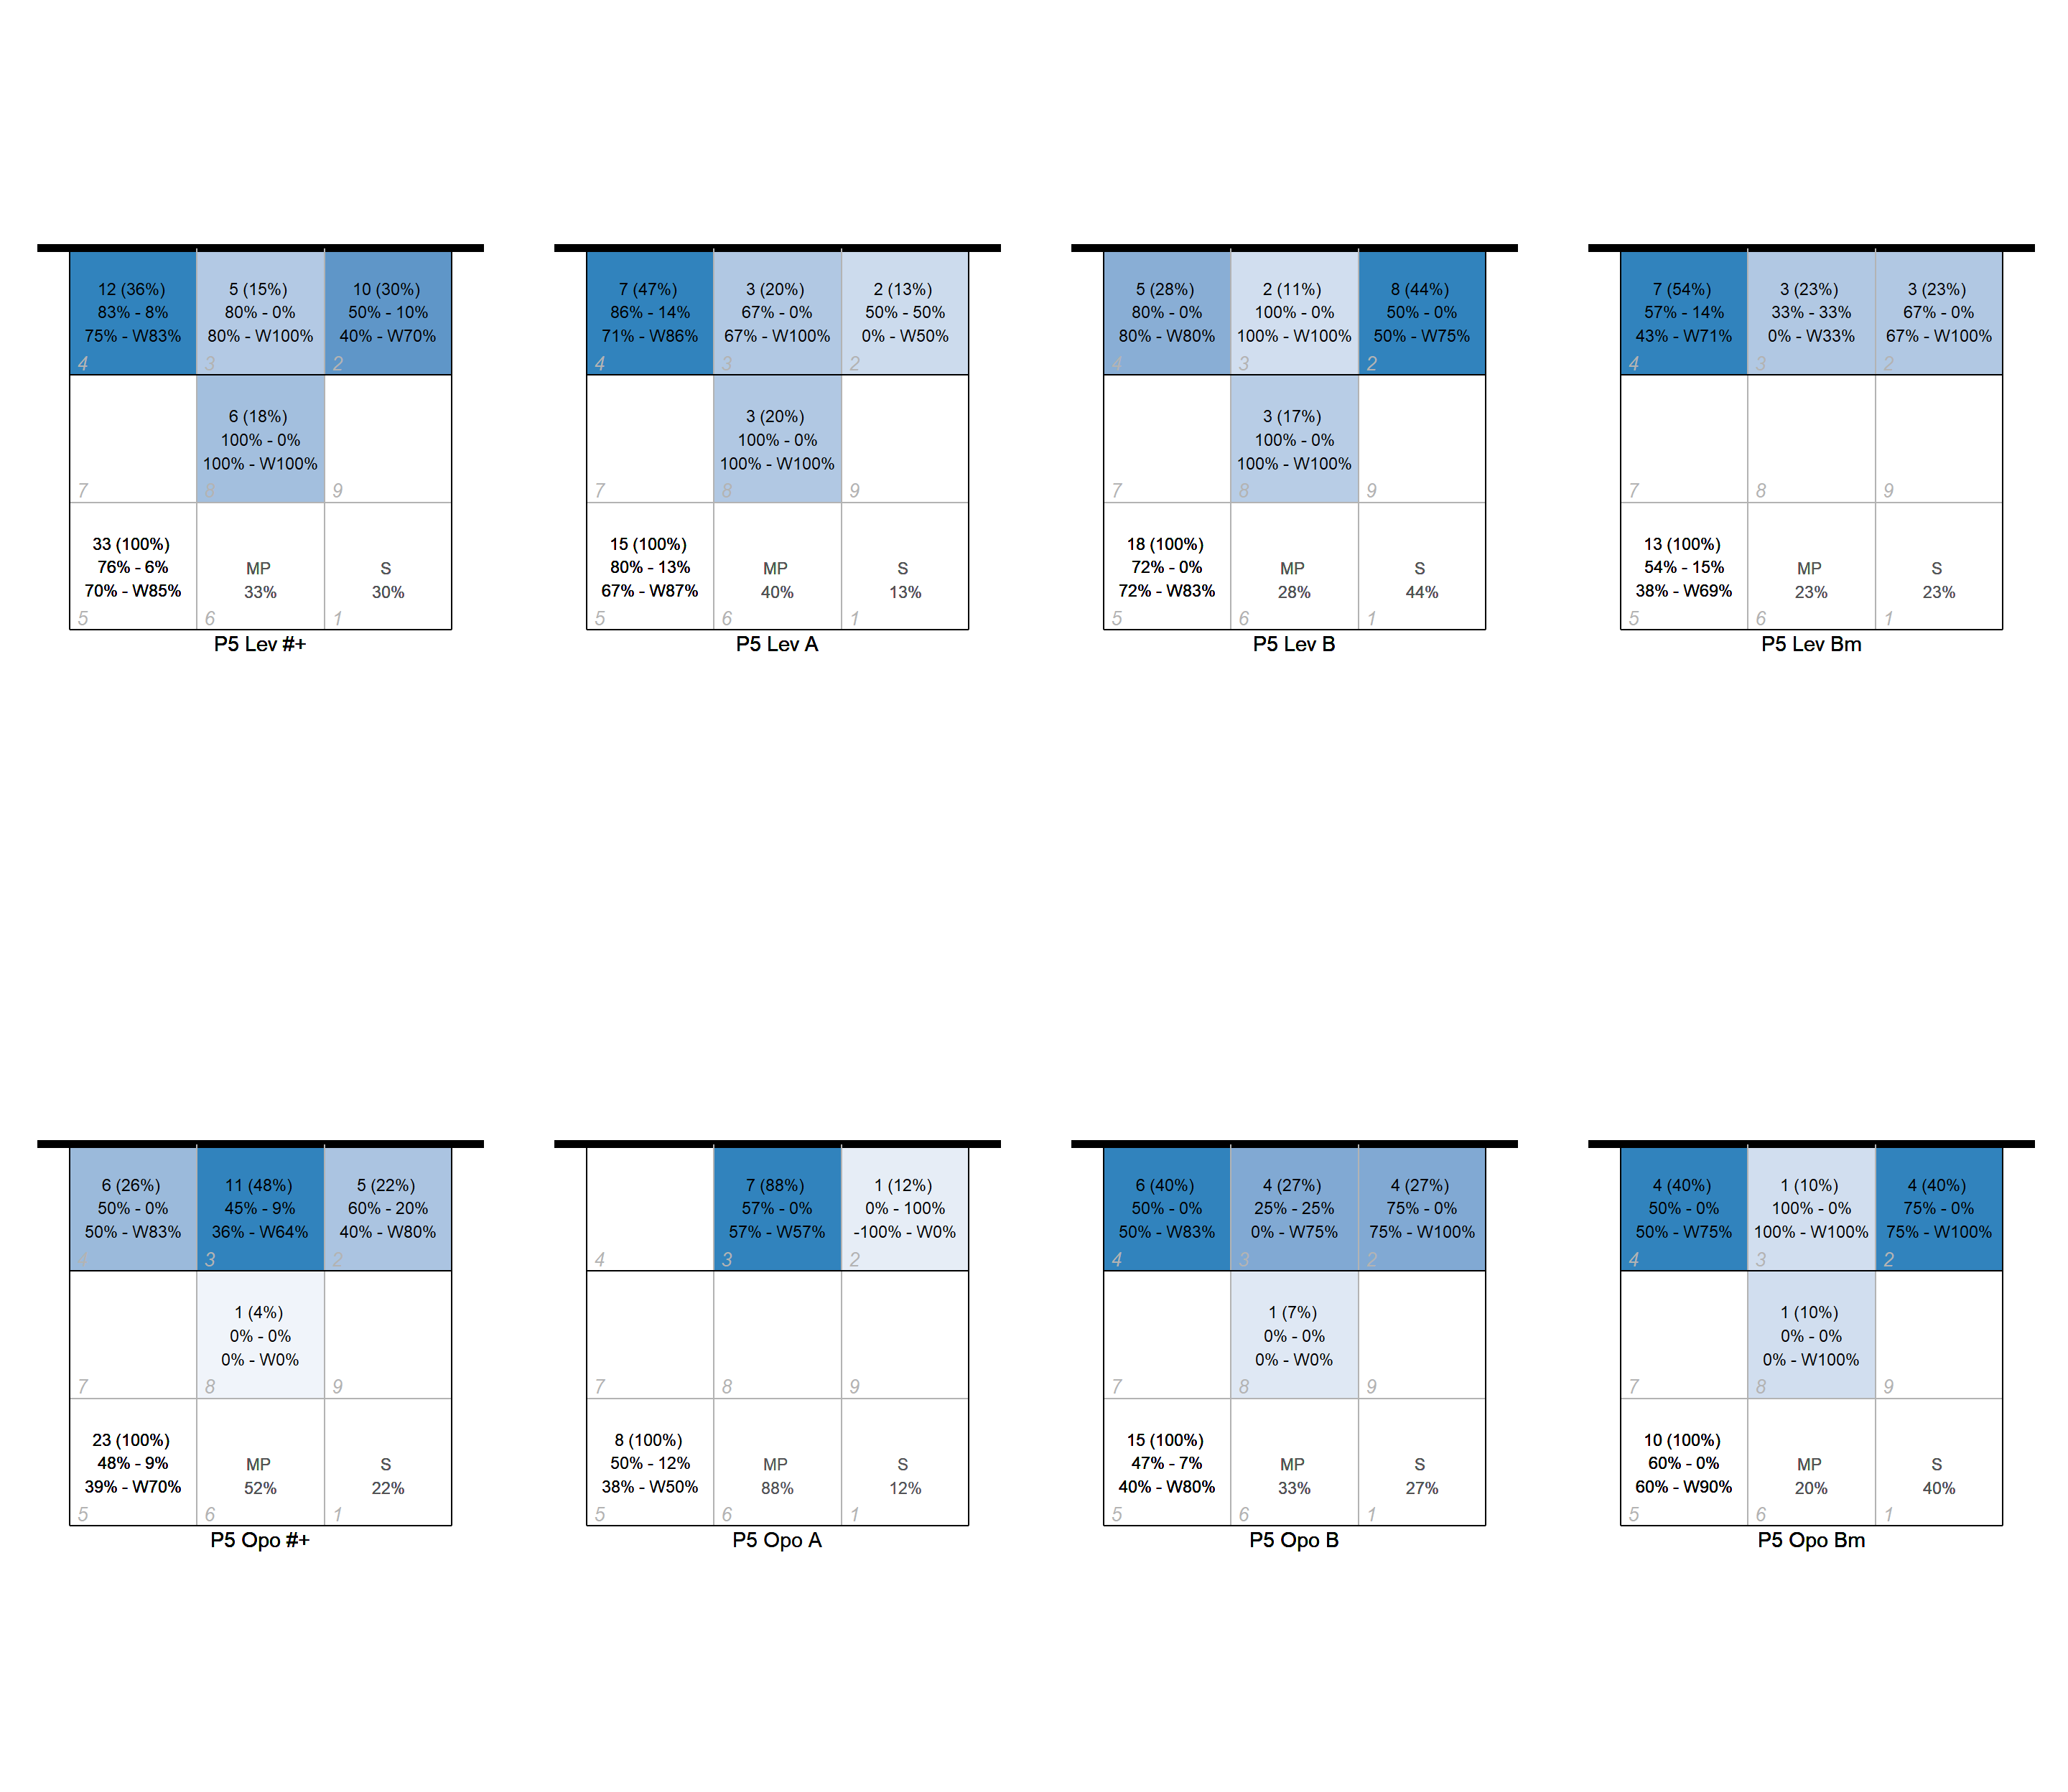 12 (36%)
83% - 8%
75% - W83%
4
5 (15%)
80% - 0%
80% - W100%
3
10 (30%)
50% - 10%
40% - W70%
2
7
6 (18%)
100% - 0%
100% - W100%
8
9
33 (100%)
76% - 6%
70% - W85%
5
MP
33%
6
S
30%
1
P5 Lev #+
7 (47%)
86% - 14%
71% - W86%
4
3 (20%)
67% - 0%
67% - W100%
3
2 (13%)
50% - 50%
0% - W50%
2
7
3 (20%)
100% - 0%
100% - W100%
8
9
15 (100%)
80% - 13%
67% - W87%
5
MP
40%
6
S
13%
1
P5 Lev A
5 (28%)
80% - 0%
80% - W80%
4
2 (11%)
100% - 0%
100% - W100%
3
8 (44%)
50% - 0%
50% - W75%
2
7
3 (17%)
100% - 0%
100% - W100%
8
9
18 (100%)
72% - 0%
72% - W83%
5
MP
28%
6
S
44%
1
P5 Lev B
7 (54%)
57% - 14%
43% - W71%
4
3 (23%)
33% - 33%
0% - W33%
3
3 (23%)
67% - 0%
67% - W100%
2
7
8
9
13 (100%)
54% - 15%
38% - W69%
5
MP
23%
6
S
23%
1
P5 Lev Bm
6 (26%)
50% - 0%
50% - W83%
4
11 (48%)
45% - 9%
36% - W64%
3
5 (22%)
60% - 20%
40% - W80%
2
7
1 (4%)
0% - 0%
0% - W0%
8
9
23 (100%)
48% - 9%
39% - W70%
5
MP
52%
6
S
22%
1
P5 Opo #+
4
7 (88%)
57% - 0%
57% - W57%
3
1 (12%)
0% - 100%
-100% - W0%
2
7
8
9
8 (100%)
50% - 12%
38% - W50%
5
MP
88%
6
S
12%
1
P5 Opo A
6 (40%)
50% - 0%
50% - W83%
4
4 (27%)
25% - 25%
0% - W75%
3
4 (27%)
75% - 0%
75% - W100%
2
7
1 (7%)
0% - 0%
0% - W0%
8
9
15 (100%)
47% - 7%
40% - W80%
5
MP
33%
6
S
27%
1
P5 Opo B
4 (40%)
50% - 0%
50% - W75%
4
1 (10%)
100% - 0%
100% - W100%
3
4 (40%)
75% - 0%
75% - W100%
2
7
1 (10%)
0% - 0%
0% - W100%
8
9
10 (100%)
60% - 0%
60% - W90%
5
MP
20%
6
S
40%
1
P5 Opo Bm